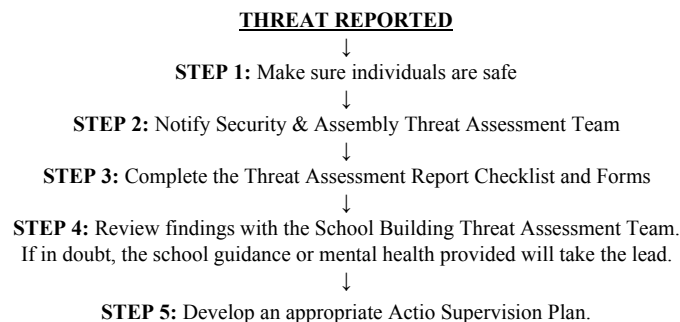 THREAT REPORTED
↓
STEP 1: Make sure individuals are safe
↓
STEP 2: Notify Security & Assembly Threat Assessment Team
↓
STEP 3: Complete the Threat Assessment Report Checklist and Forms
↓
STEP 4: Review findings with the School Building Threat Assessment Team.
If in doubt, the school guidance or mental health provided will take the lead.
↓
STEP 5: Develop an appropriate Actio Supervision Plan.